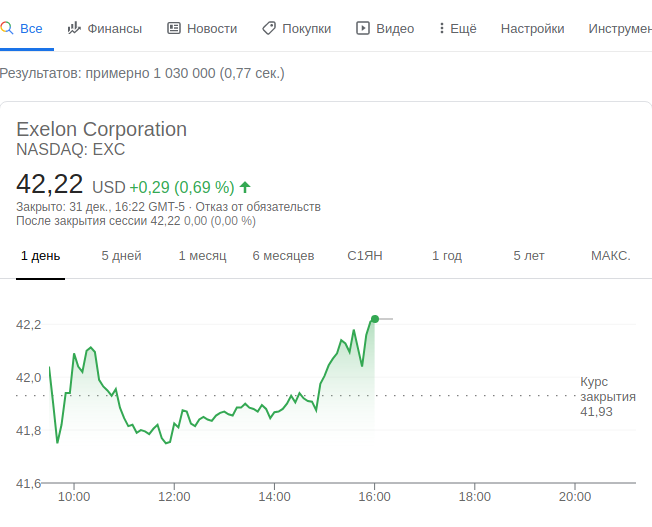 Все Финансы Новости Покупки Видео Ещё Настройки Инструмен
Результатов: примерно 1 030 000 (0,77 сек.)
Exelon Corporation
NASDAQ: EXC
42,22 USD +0,29 (0,69 %)
Закрыто: 31 дек., 16:22 GMT-5 · Отказ от обязательств
После закрытия сессии 42,22 0,00 (0,00 %)
1 день 5 дней 1 месяц 6 месяцев С1ЯН 1 год 5 лет МАКС.
42,2
42,0
Курс
закрытия
41,93
41,8
41,6
10:00 12:00 14:00 16:00 18:00 20:00